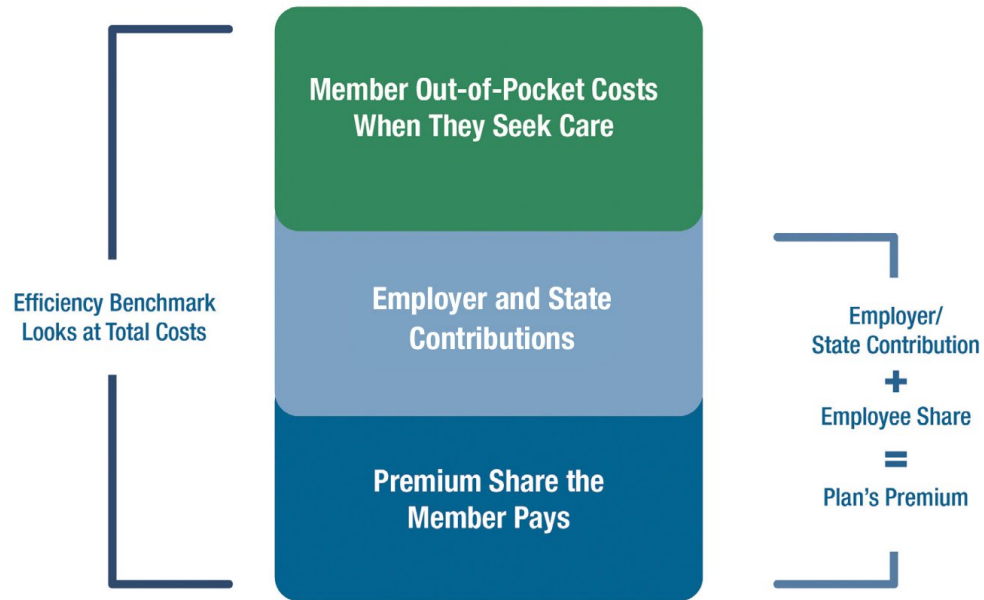 Member Out-of-Pocket Costs
When They Seek Care
Efficiency Benchmark
Looks at Total Costs
Employer and State
Contributions
Premium Share the
Member Pays
Employer/
State Contribution
+
Employee Share
=
Plan's Premium